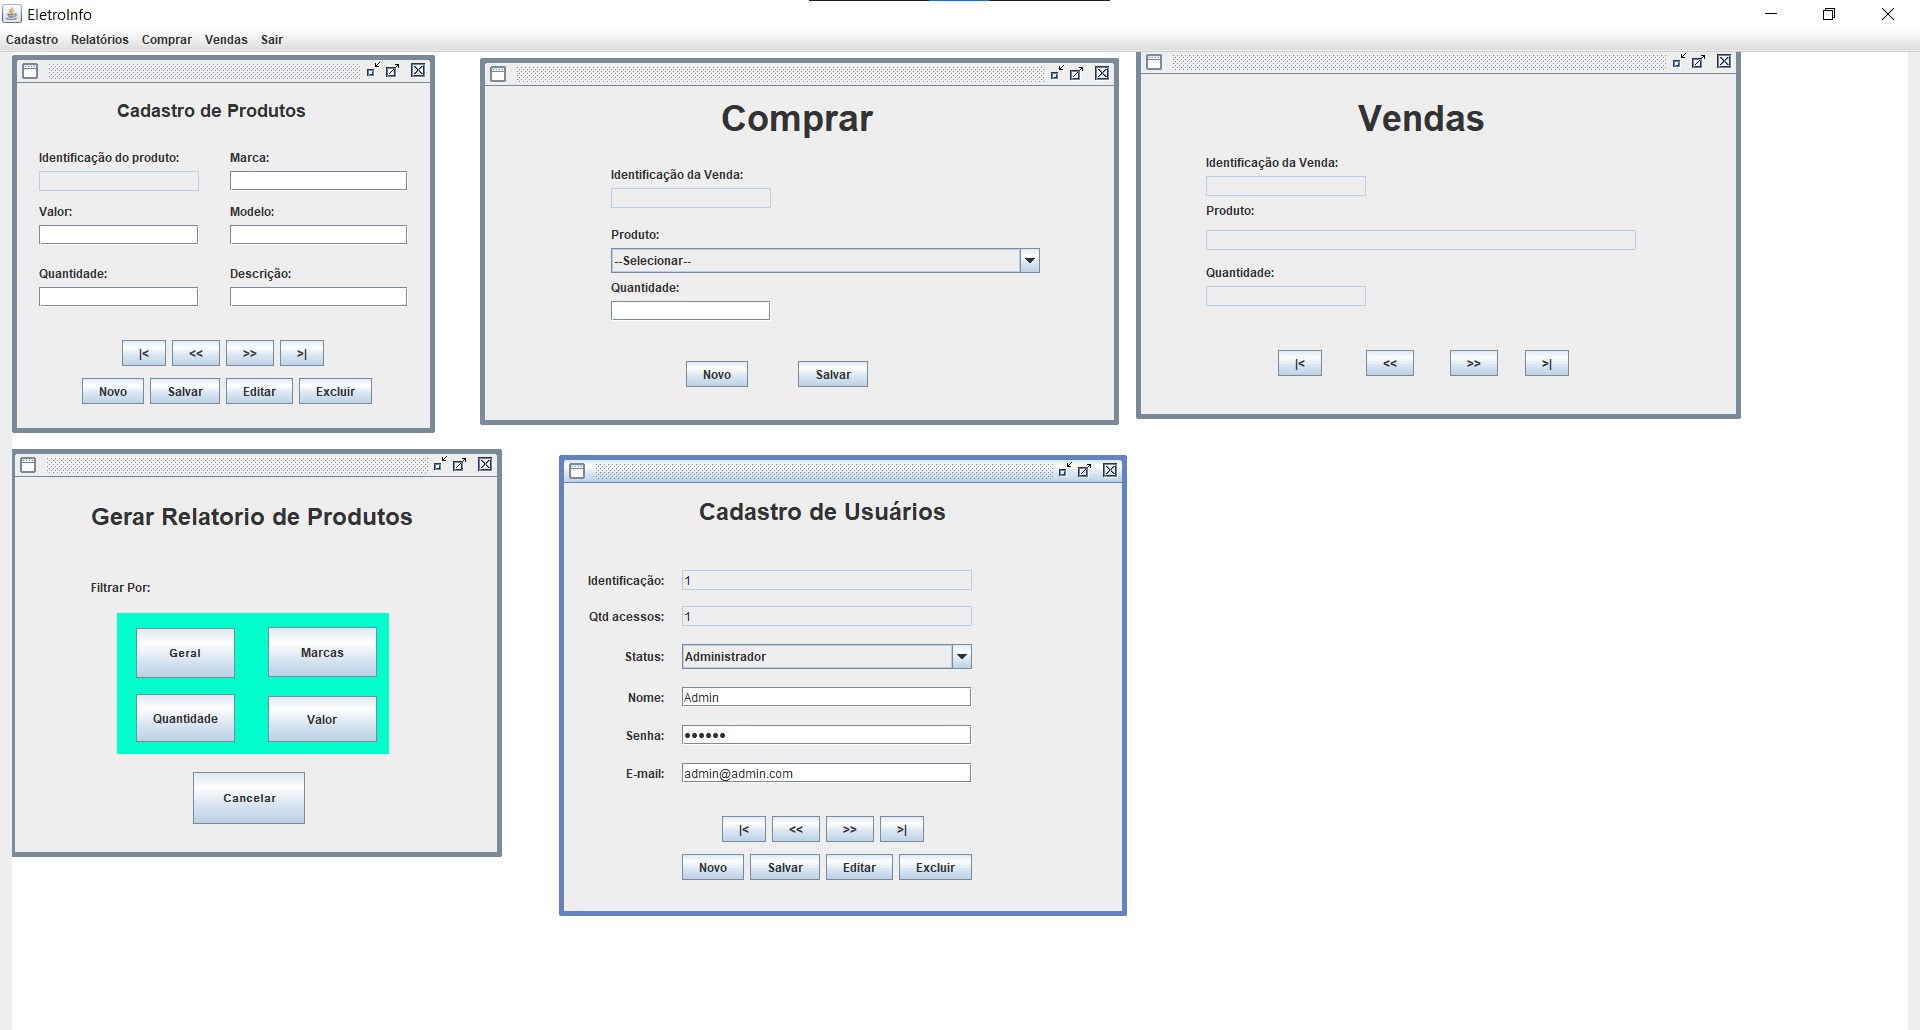 EletroInfo
Cadastro Relatórios Comprar Vendas Sair
Cadastro de Produtos
Identificação do produto: Marca:
Valor: Modelo:
Quantidade: Descrição:
|< << >> >|
Novo Salvar Editar Excluir
Comprar
Identificação da Venda:
Produto:
--Selecionar--
Quantidade:
Novo Salvar
Vendas
Identificação da Venda:
Produto:
Quantidade:
|< << >> >|
Gerar Relatorio de Produtos
Filtrar Por:
Geral Marcas
Quantidade Valor
Cancelar
Cadastro de Usuários
Identificação: 1
Qtd acessos: 1
Status: Administrador
Nome: Admin
Senha: ••••••
E-mail: admin@admin.com
|< << >> >|
Novo Salvar Editar Excluir